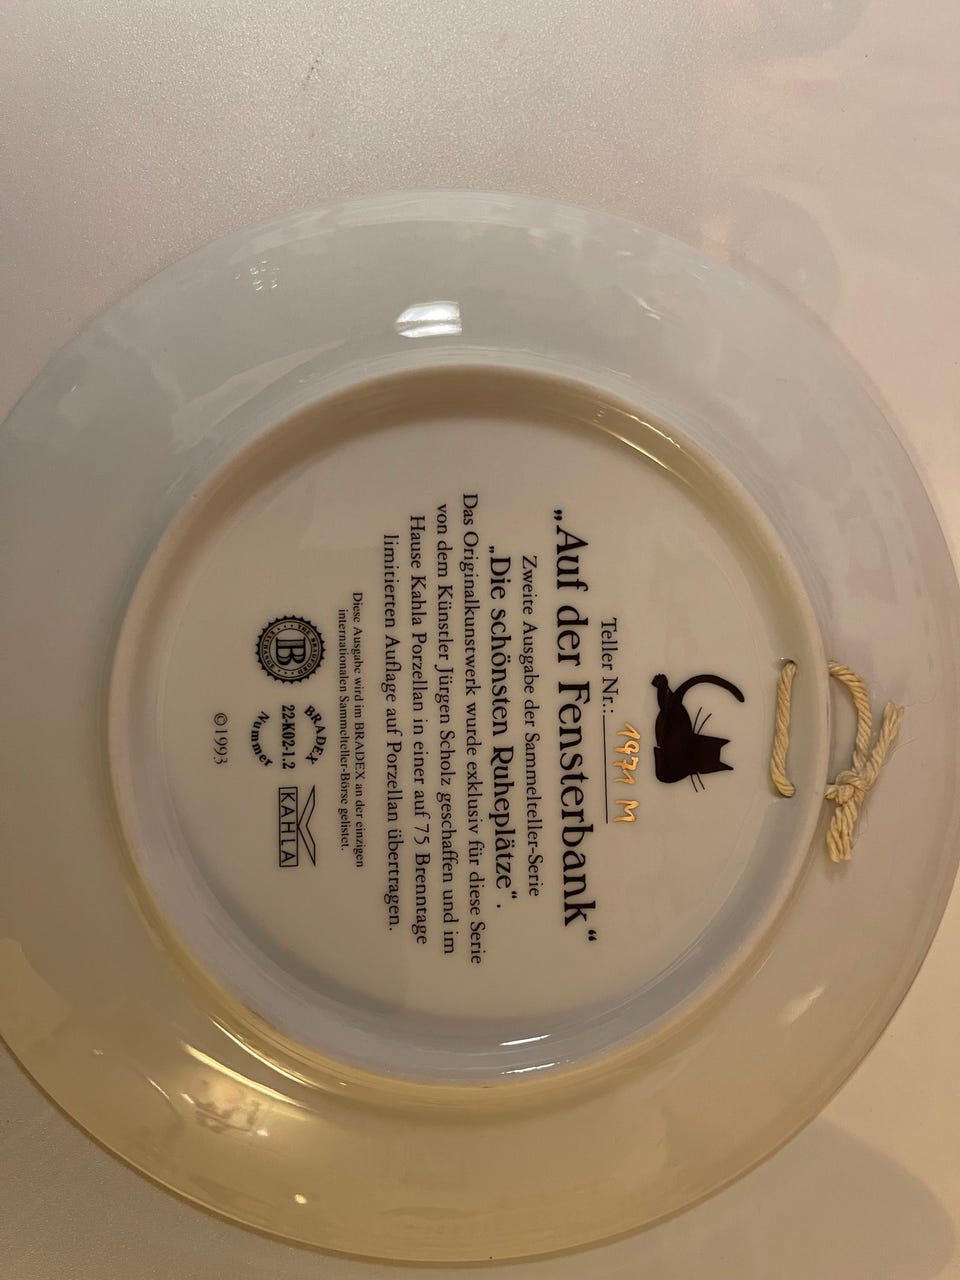 Teller Nr.: 1971 M
„Auf der Fensterbank“
Zweite Ausgabe der Sammelteller-Serie
„Die schönsten Ruheplätze“.
Das Originalkunstwerk wurde exklusiv für diese Serie
von dem Künstler Jürgen Scholz geschaffen und im
Hause Kahla Porzellan in einer auf 75 Brenntage
limitierten Auflage auf Porzellan übertragen.
Diese Ausgabe wird im BRADEX an der einzigen
internationalen Sammelteller-Börse gelistet.
THE BRADFORD
EXCHANGE
B
BRADEX
22-K02-1.2
Nummer
KAHLA
©1993